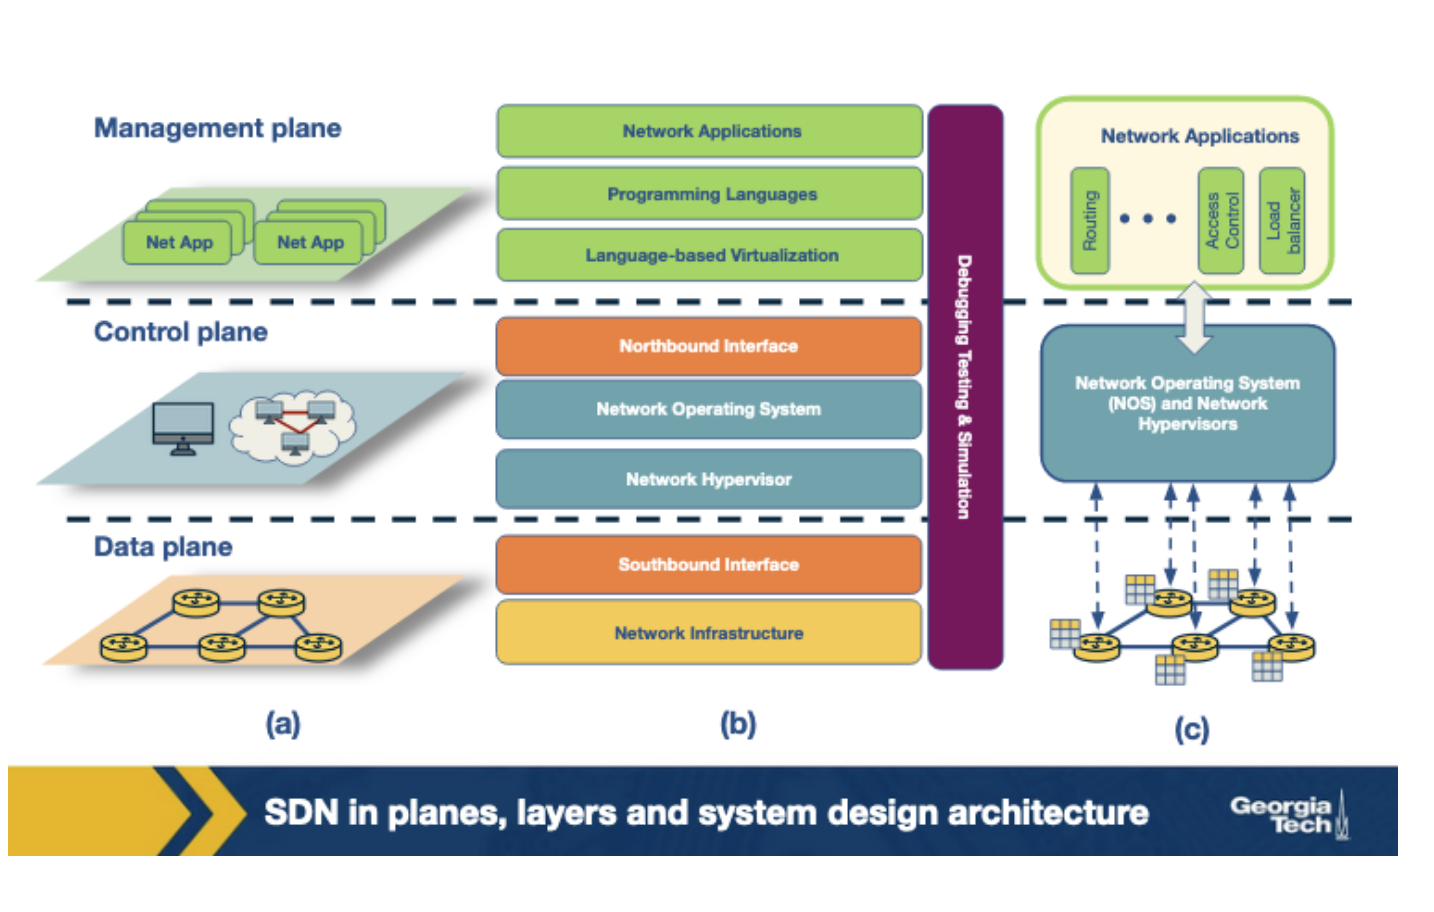 Management plane
Net App
Net App
Control plane
Data plane
(a)
Network Applications
Programming Languages
Language-based Virtualization
Northbound Interface
Network Operating System
Network Hypervisor
Southbound Interface
Network Infrastructure
Debugging Testing & Simulation
(b)
Network Applications
Routing
Access
Control
Load
balancer
Network Operating System
(NOS) and Network
Hypervisors
(c)
SDN in planes, layers and system design architecture
Georgia
Tech